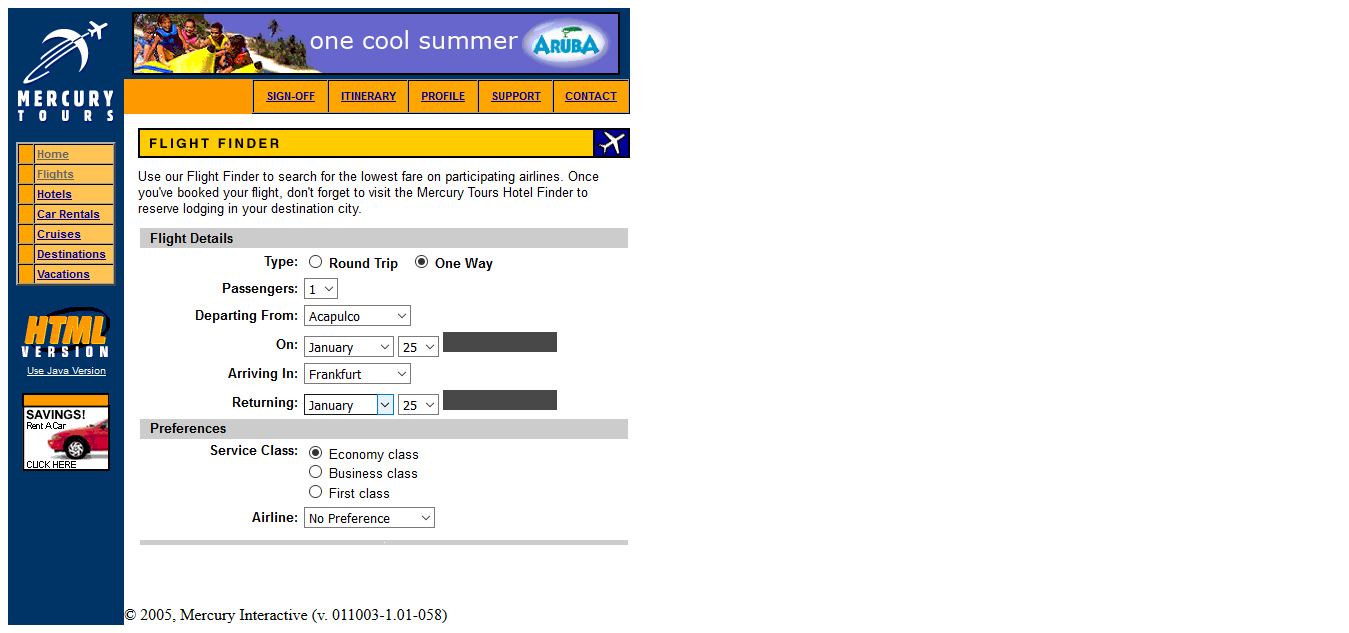 MERCURY
TOURS
one cool summer
ARUBA
SIGN-OFF
ITINERARY
PROFILE
SUPPORT
CONTACT
Home
Flights
Hotels
Car Rentals
Cruises
Destinations
Vacations
HTML
VERSION
Use Java Version
SAVINGS!
Rent A Car
CLICK HERE
FLIGHT FINDER
Use our Flight Finder to search for the lowest fare on participating airlines. Once
you've booked your flight, don't forget to visit the Mercury Tours Hotel Finder to
reserve lodging in your destination city.
Flight Details
Type: Round Trip One Way
Passengers: 1
Departing From: Acapulco
On: January 25
Arriving In: Frankfurt
Returning: January 25
Preferences
Service Class: Economy class
Business class
First class
Airline: No Preference
© 2005, Mercury Interactive (v. 011003-1.01-058)